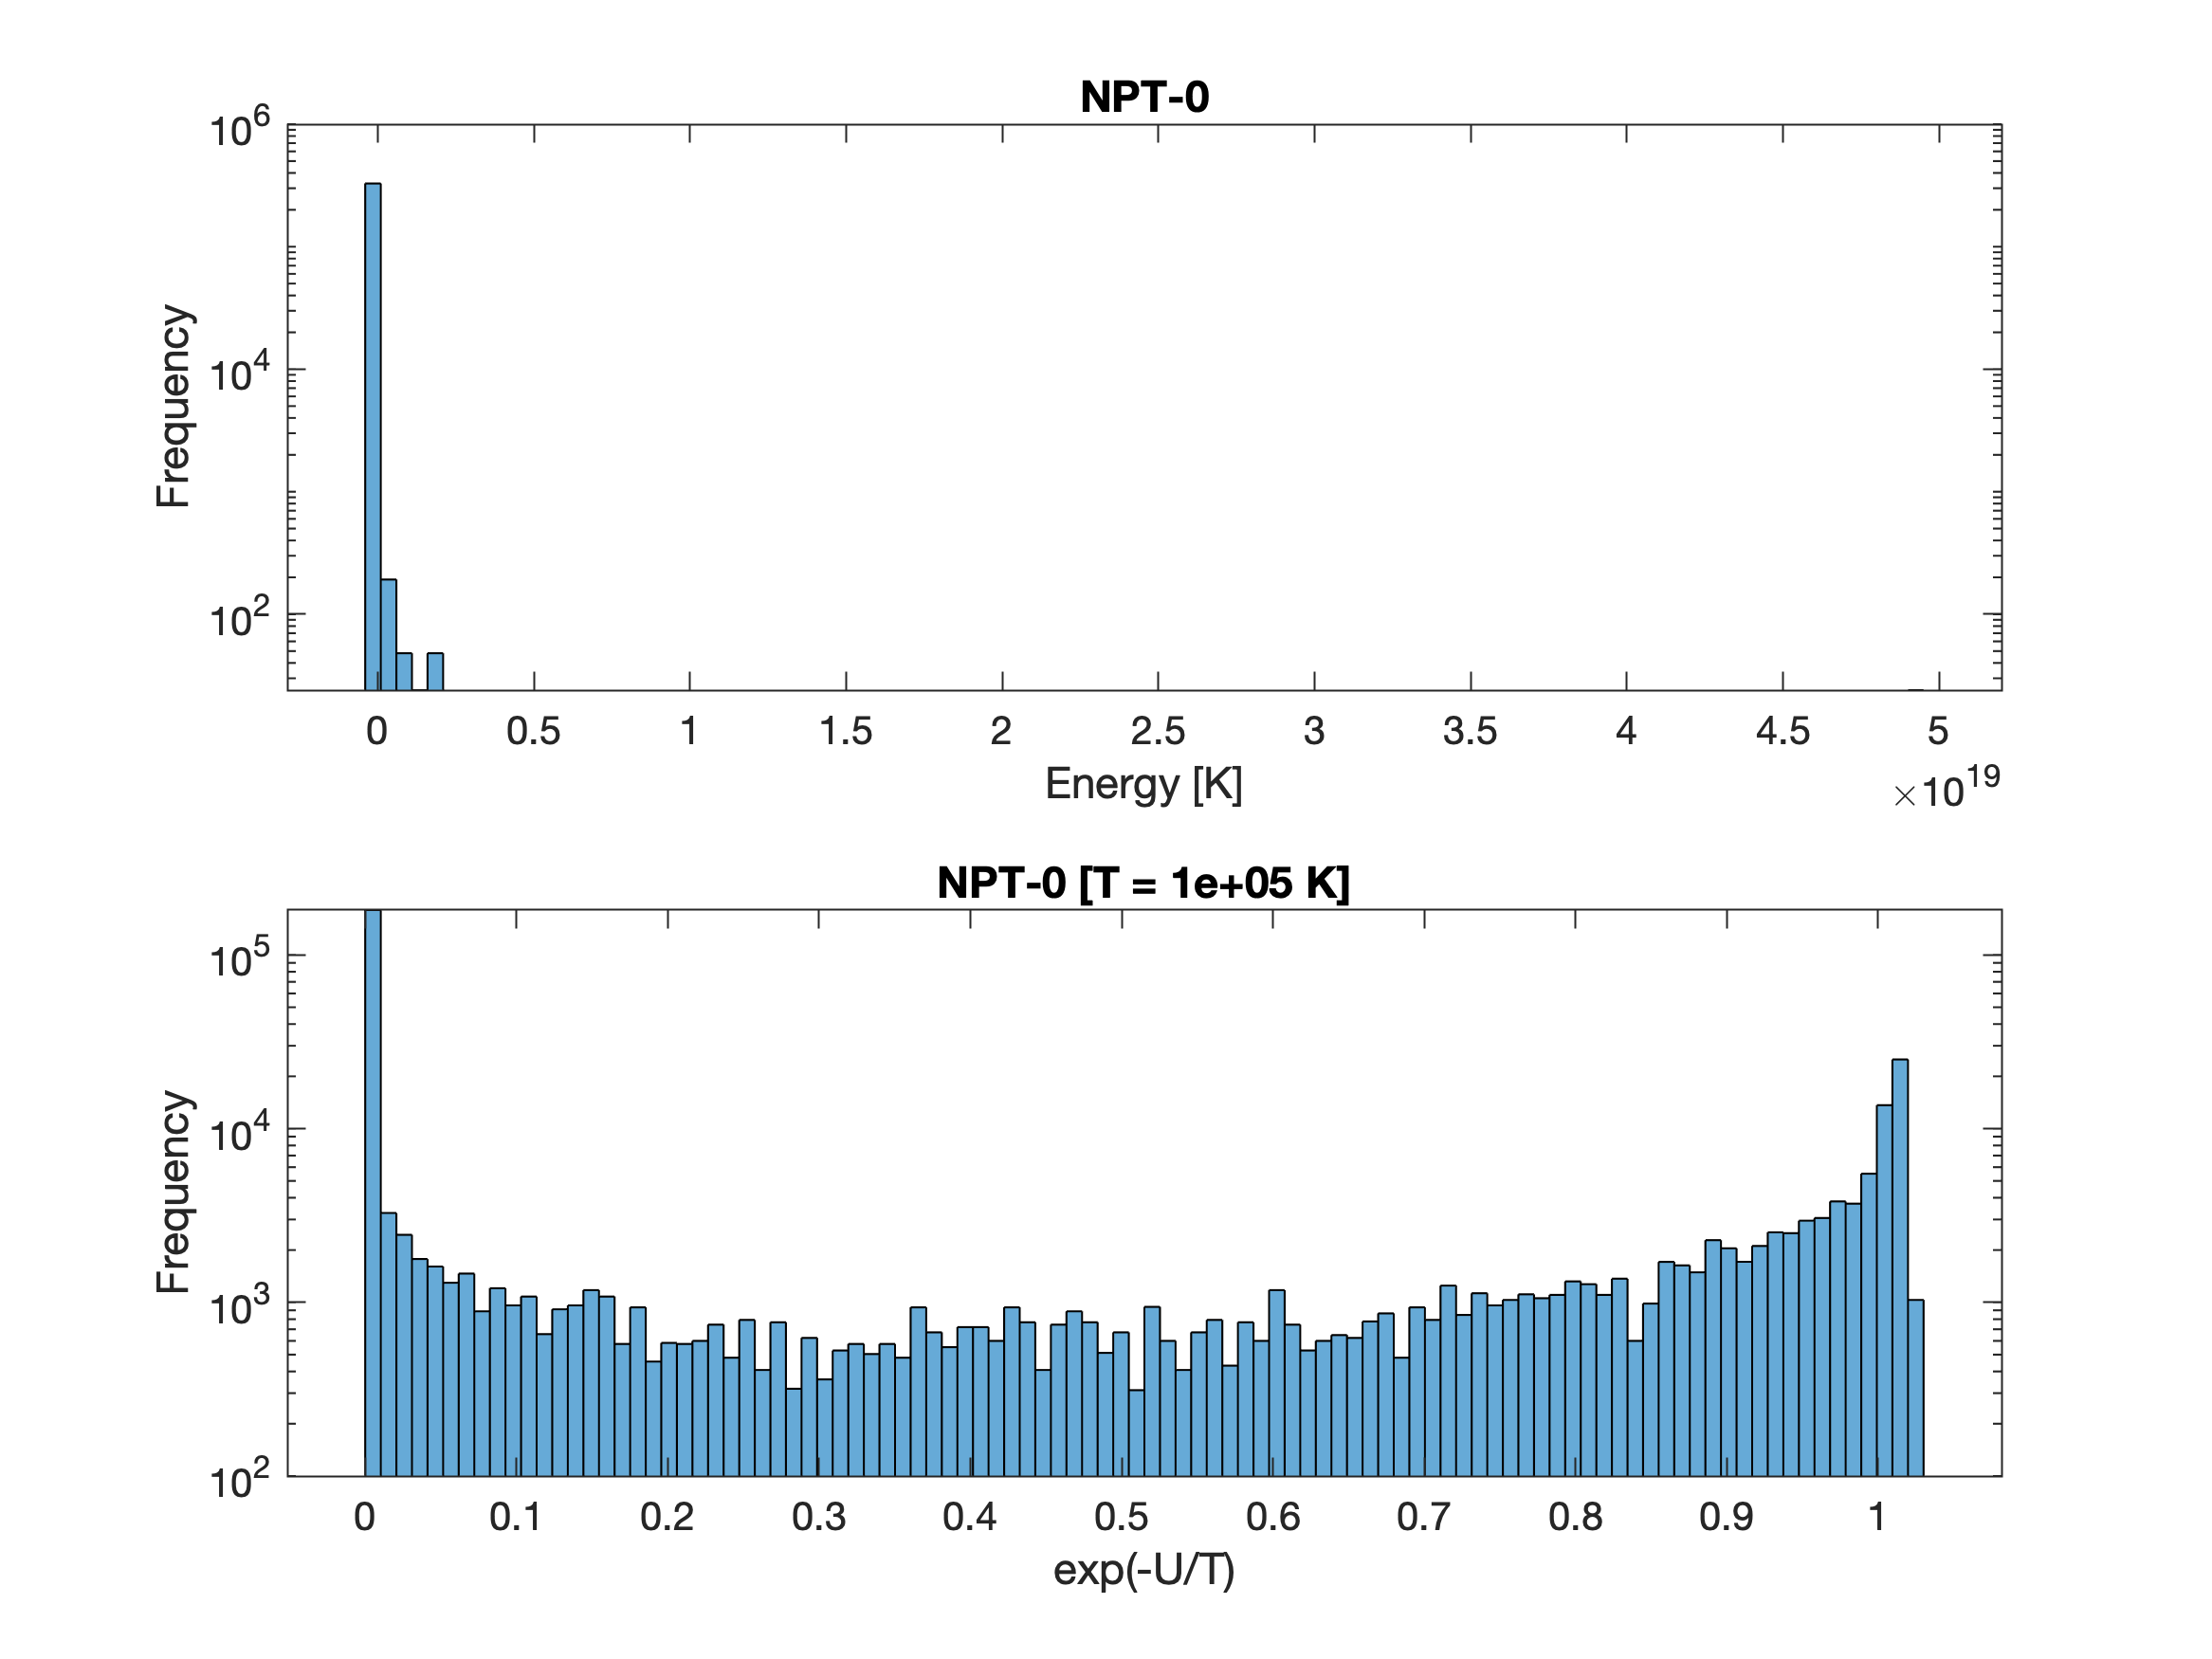 NPT-0
10^6
10^4
10^2
Frequency
0 0.5 1 1.5 2 2.5 3 3.5 4 4.5 5
Energy [K]
×10^19
NPT-0 [T = 1e+05 K]
10^5
10^4
10^3
10^2
Frequency
0 0.1 0.2 0.3 0.4 0.5 0.6 0.7 0.8 0.9 1
exp(-U/T)